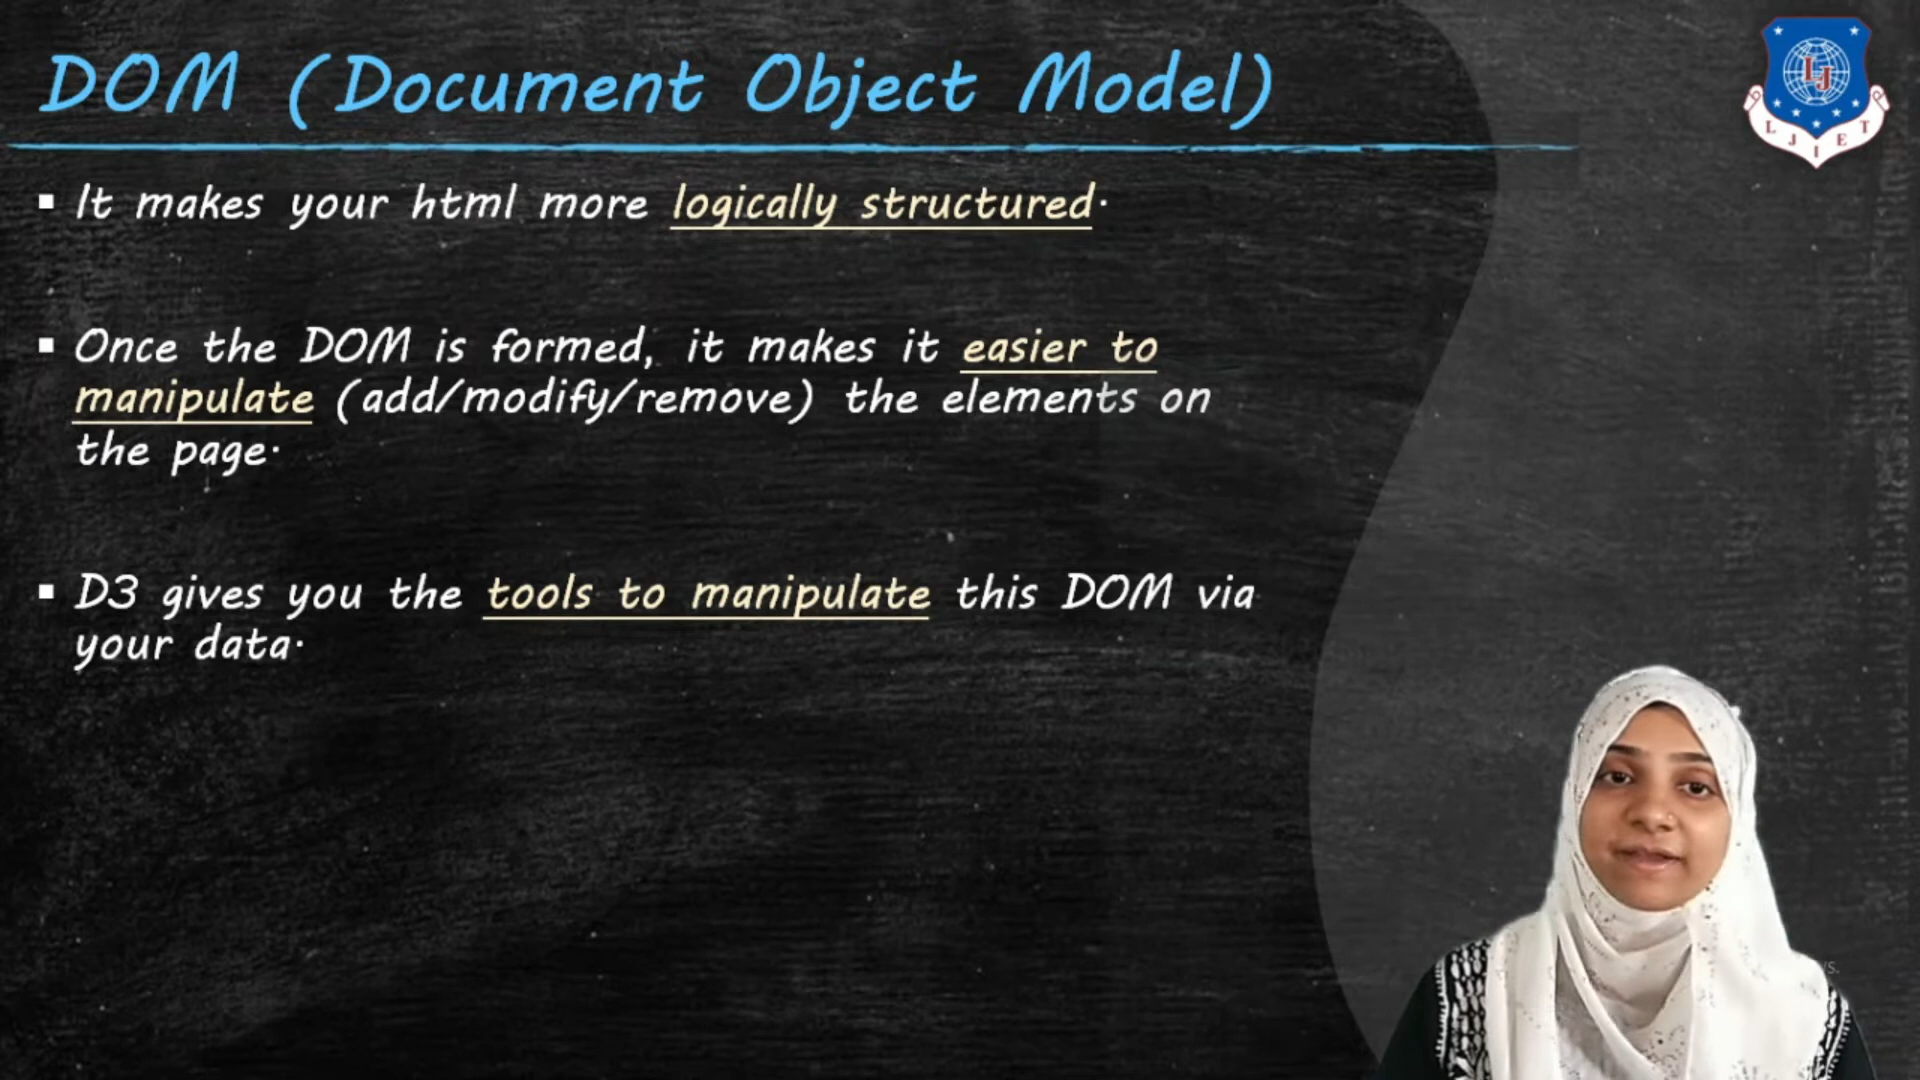 DOM (Document Object Model)
LJ
L J I E T
▪ It makes your html more logically structured.
▪ Once the DOM is formed, it makes it easier to
manipulate (add/modify/remove) the elements on
the page.
▪ D3 gives you the tools to manipulate this DOM via
your data.